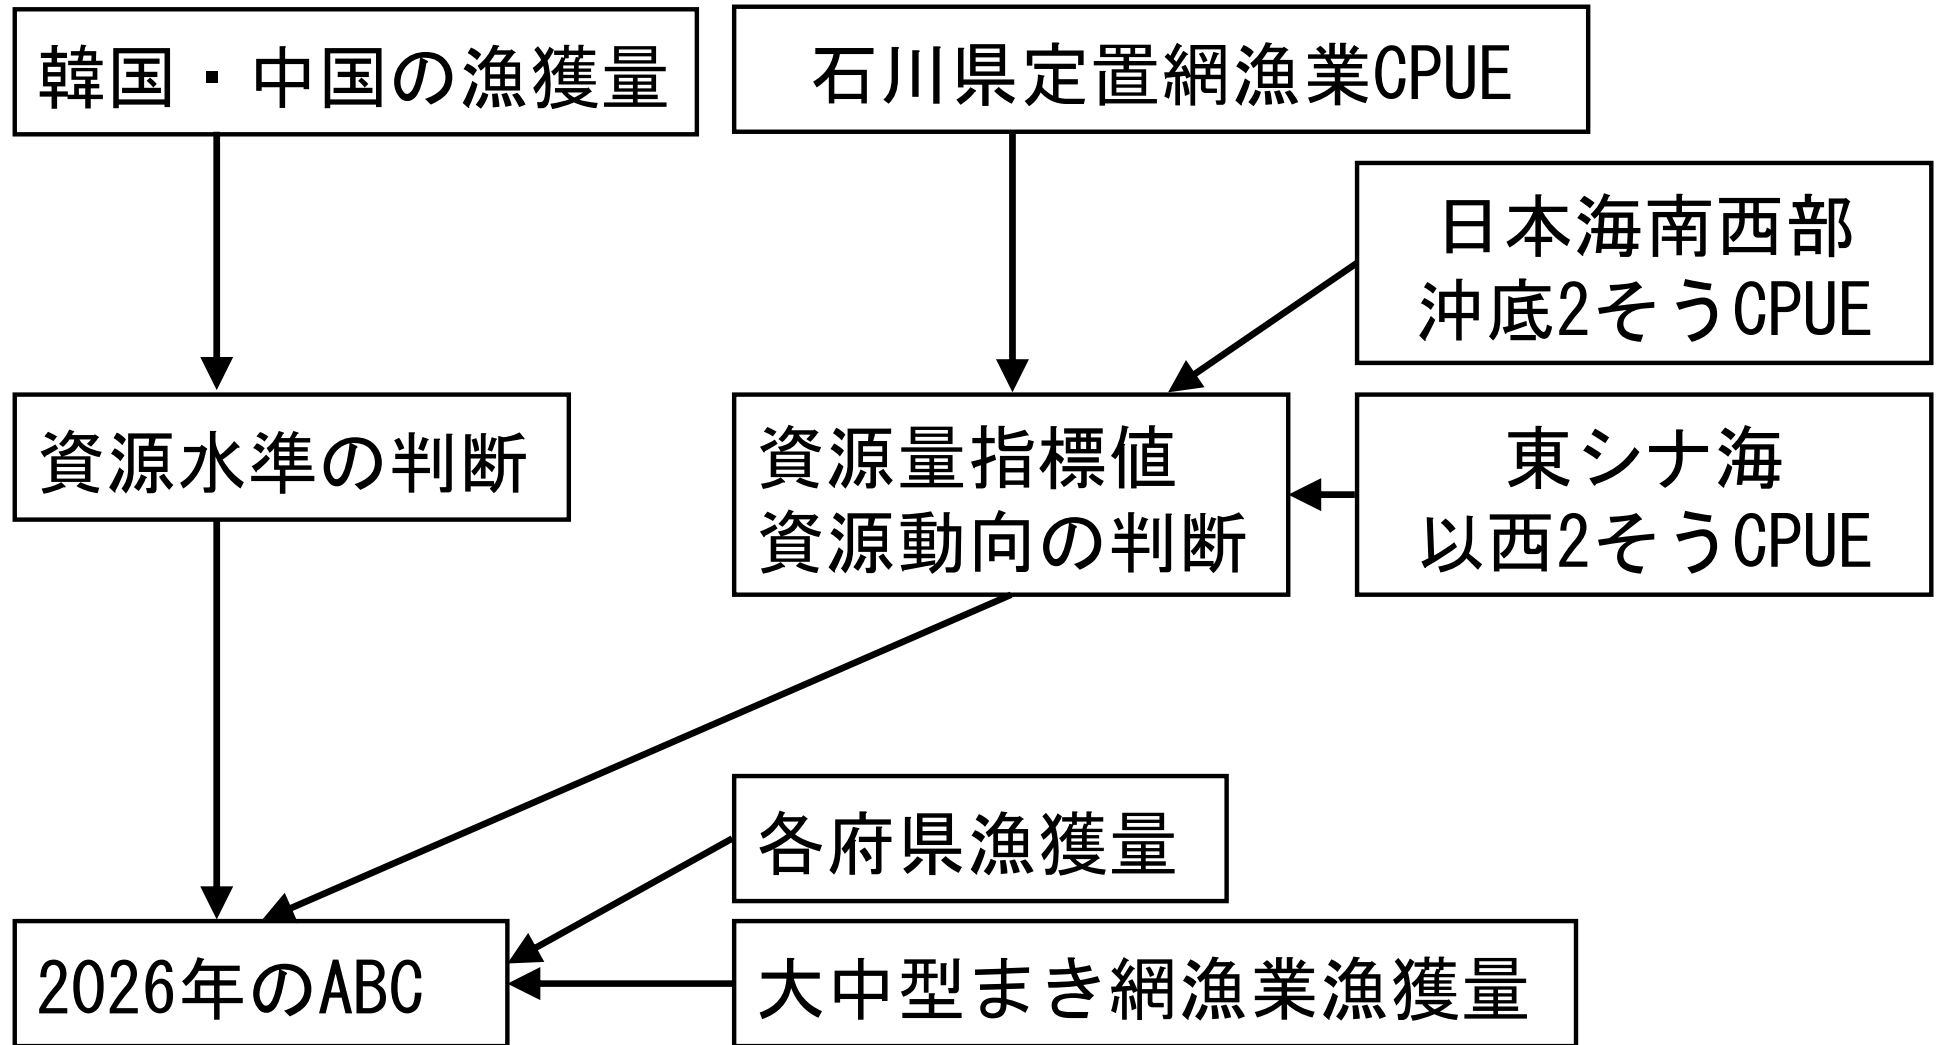 韓国・中国の漁獲量
石川県定置網漁業CPUE
日本海南西部
沖底2そうCPUE
資源水準の判断
資源量指標値
資源動向の判断
東シナ海
以西2そうCPUE
各府県漁獲量
2026年のABC
大中型まき網漁業漁獲量